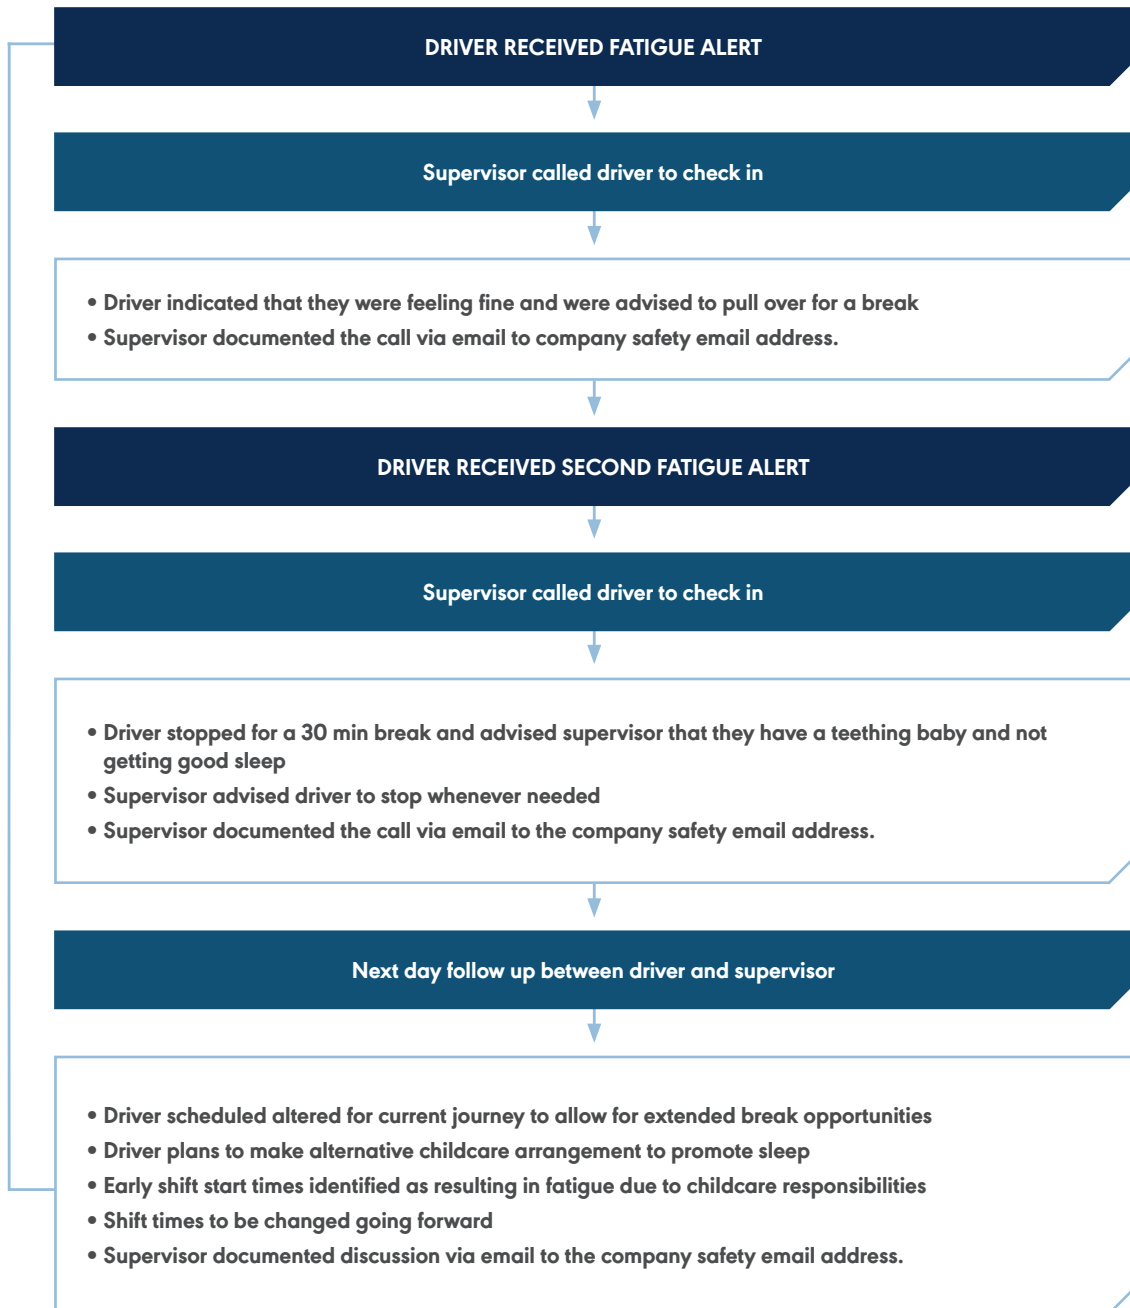 DRIVER RECEIVED FATIGUE ALERT
Supervisor called driver to check in
• Driver indicated that they were feeling fine and were advised to pull over for a break
• Supervisor documented the call via email to company safety email address.
DRIVER RECEIVED SECOND FATIGUE ALERT
Supervisor called driver to check in
• Driver stopped for a 30 min break and advised supervisor that they have a teething baby and not
getting good sleep
• Supervisor advised driver to stop whenever needed
• Supervisor documented the call via email to the company safety email address.
Next day follow up between driver and supervisor
• Driver scheduled altered for current journey to allow for extended break opportunities
• Driver plans to make alternative childcare arrangement to promote sleep
• Early shift start times identified as resulting in fatigue due to childcare responsibilities
• Shift times to be changed going forward
• Supervisor documented discussion via email to the company safety email address.